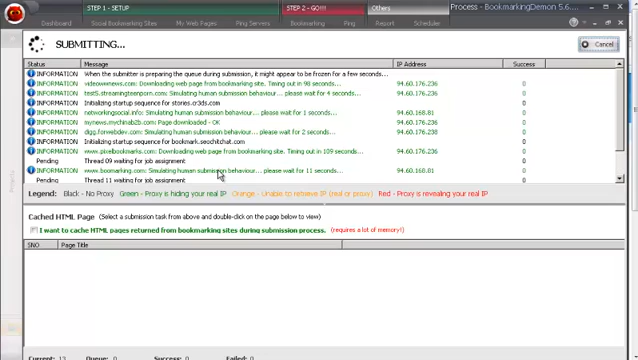 STEP 1 - SETUP STEP 2 - GO!!!! Others Process - BookmarkingDemon 5.6.
Dashboard Social Bookmarking Sites My Web Pages Ping Servers Bookmarking Ping Report Scheduler
SUBMITTING... Cancel
Status Message IP Address Success
INFORMATION When the submitter is preparing the queue during submission, it might appear to be frozen for a few seconds... 0
INFORMATION videowwnews.com: Downloading web page from bookmarking site. Timing out in 98 seconds... 94.60.176.236 0
INFORMATION test5.streamingteenporn.com: Simulating human submission behaviour... please wait for 4 seconds... 94.60.176.236 0
INFORMATION Initializing startup sequence for stories.cr3ds.com 0
INFORMATION networkingsocial.info: Simulating human submission behaviour... please wait for 1 seconds... 94.60.168.81 0
INFORMATION mynews.mychinab2b.com: Page downloaded - OK 94.60.176.236 0
INFORMATION digg.forwebdev.com: Simulating human submission behaviour... please wait for 2 seconds... 94.60.176.238 0
INFORMATION Initializing startup sequence for bookmark.seochitchat.com 0
INFORMATION www.pixelbookmarks.com: Downloading web page from bookmarking site. Timing out in 109 seconds... 94.60.176.236 0
Pending Thread 09 waiting for job assignment
INFORMATION www.boomarking.com: Simulating human submission behaviour... please wait for 11 seconds... 94.60.168.81 0
Pending Thread 11 waiting for job assignment
Legend: Black - No Proxy Green - Proxy is hiding your real IP Orange - Unable to retrieve IP (real or proxy) Red - Proxy is revealing your real IP
Cached HTML Page (Select a submission task from above and double-click on the page below to view)
I want to cache HTML pages returned from bookmarking sites during submission process. (requires a lot of memory!)
SNO Page Title
Current: 13 Queue: 0 Success: 0 Failed: 0